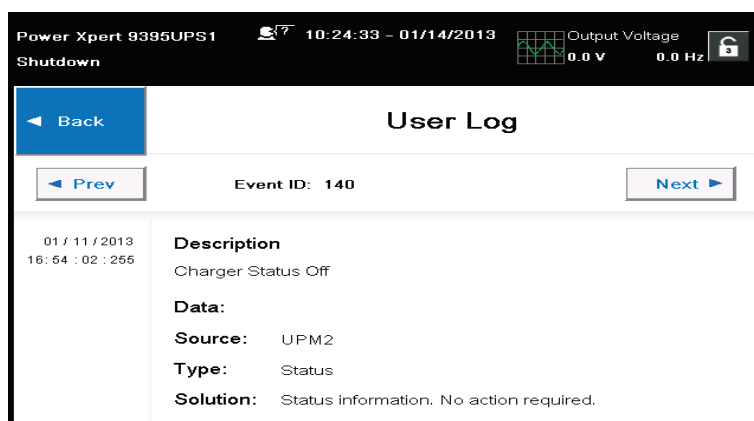 Power Xpert 9395UPS1
? 10:24:33 - 01/14/2013
Output Voltage
Shutdown
0.0 V 0.0 Hz
3
◄ Back
User Log
◄ Prev
Event ID: 140
Next ►
01 / 11 / 2013
16: 54 : 02 : 255
Description
Charger Status Off
Data:
Source: UPM2
Type: Status
Solution: Status information. No action required.